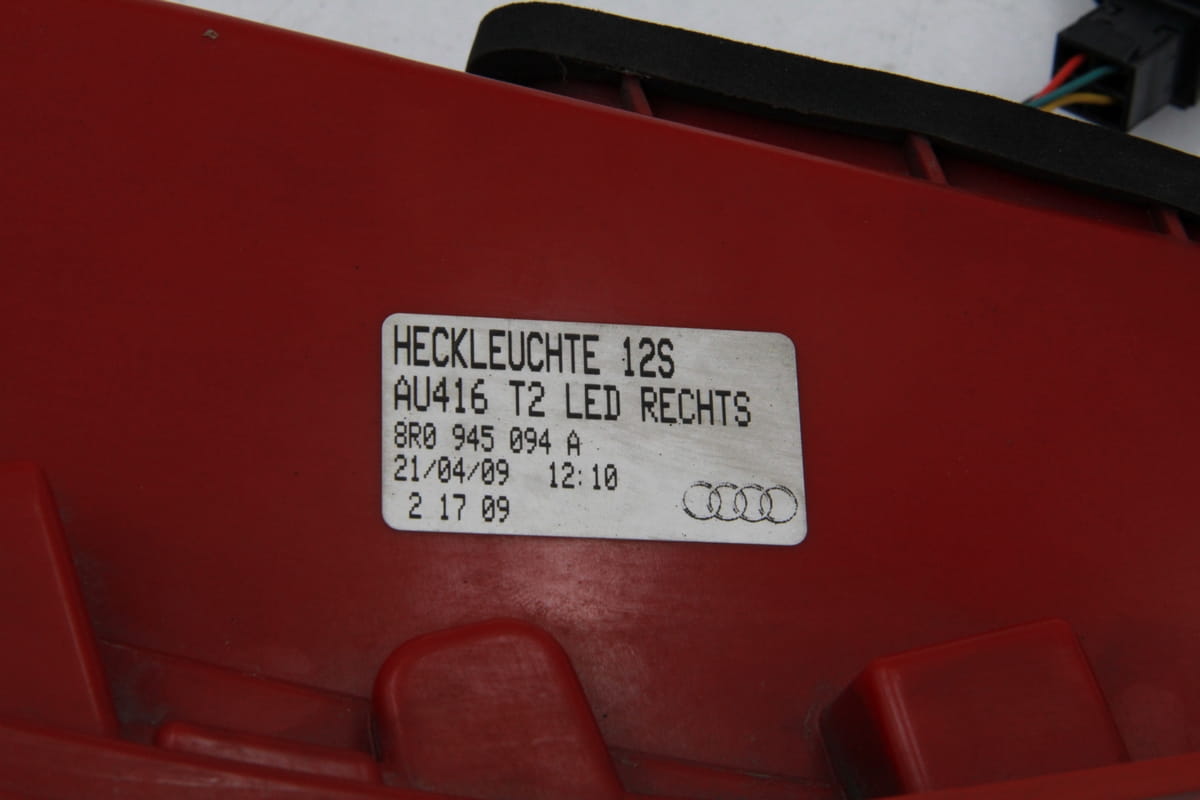 HECKLEUCHTE 12S
AU416 T2 LED RECHTS
8R0 945 094 A
21/04/09 12:10
2 17 09